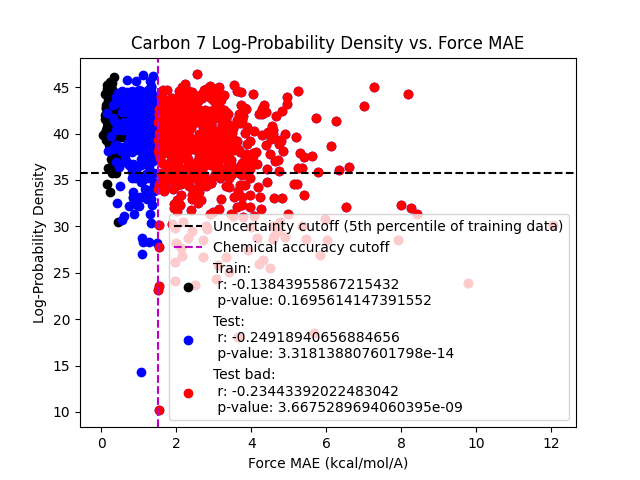 Carbon 7 Log-Probability Density vs. Force MAE
Log-Probability Density
45
40
35
30
25
20
15
10
Uncertainty cutoff (5th percentile of training data)
Chemical accuracy cutoff
Train:
r: -0.13843955867215432
p-value: 0.1695614147391552
Test:
r: -0.24918940656884656
p-value: 3.318138807601798e-14
Test bad:
r: -0.23443392022483042
p-value: 3.6675289694060395e-09
0 2 4 6 8 10 12
Force MAE (kcal/mol/A)